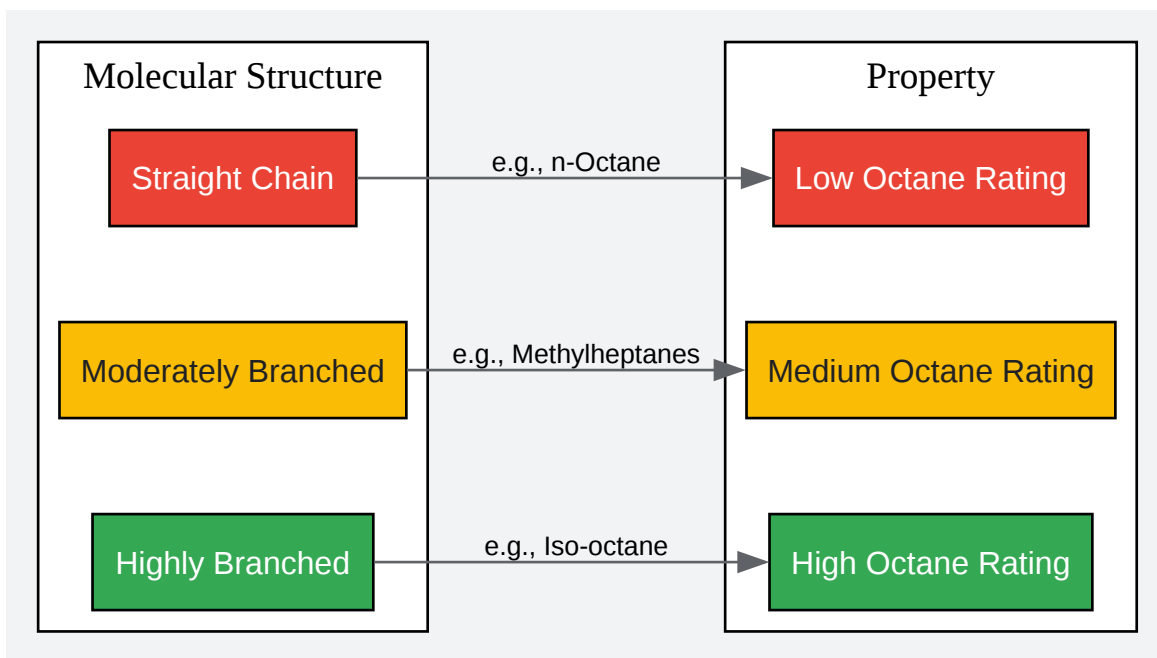 Molecular Structure
Property
Straight Chain
e.g., n-Octane
Low Octane Rating
Moderately Branched
e.g., Methylheptanes
Medium Octane Rating
Highly Branched
e.g., Iso-octane
High Octane Rating